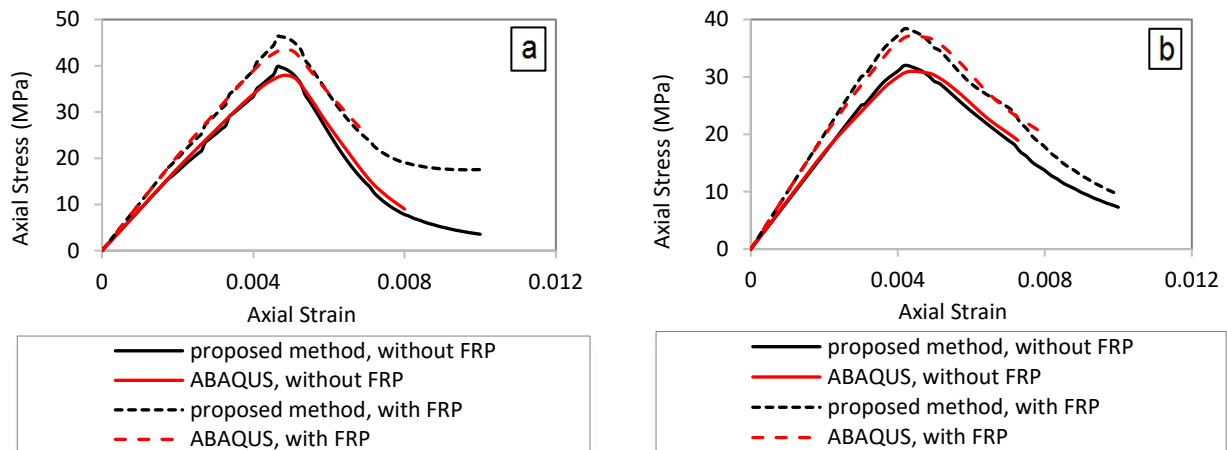 50
40
30
20
10
0
Axial Stress (MPa)
a
0
0.004
0.008
0.012
Axial Strain
proposed method, without FRP
ABAQUS, without FRP
proposed method, with FRP
ABAQUS, with FRP
40
30
20
10
0
Axial Stress (MPa)
b
0
0.004
0.008
0.012
Axial Strain
proposed method, without FRP
ABAQUS, without FRP
proposed method, with FRP
ABAQUS, with FRP